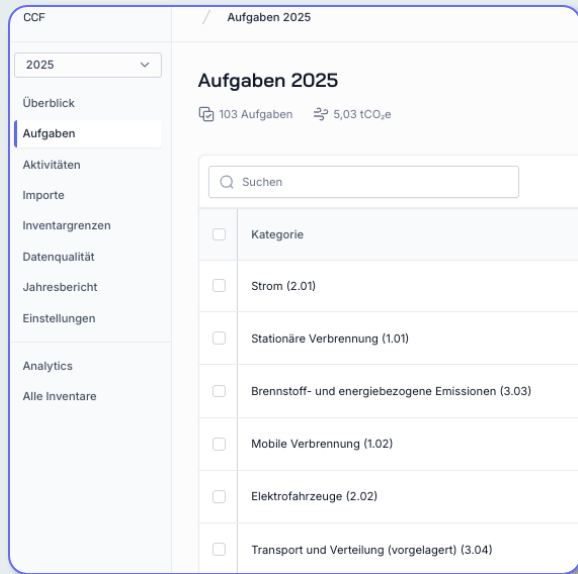 CCF
/ Aufgaben 2025
2025
Überblick
Aufgaben
Aktivitäten
Importe
Inventargrenzen
Datenqualität
Jahresbericht
Einstellungen
Analytics
Alle Inventare
Aufgaben 2025
103 Aufgaben 5,03 tCO₂e
Suchen
Kategorie
Strom (2.01)
Stationäre Verbrennung (1.01)
Brennstoff- und energiebezogene Emissionen (3.03)
Mobile Verbrennung (1.02)
Elektrofahrzeuge (2.02)
Transport und Verteilung (vorgelagert) (3.04)